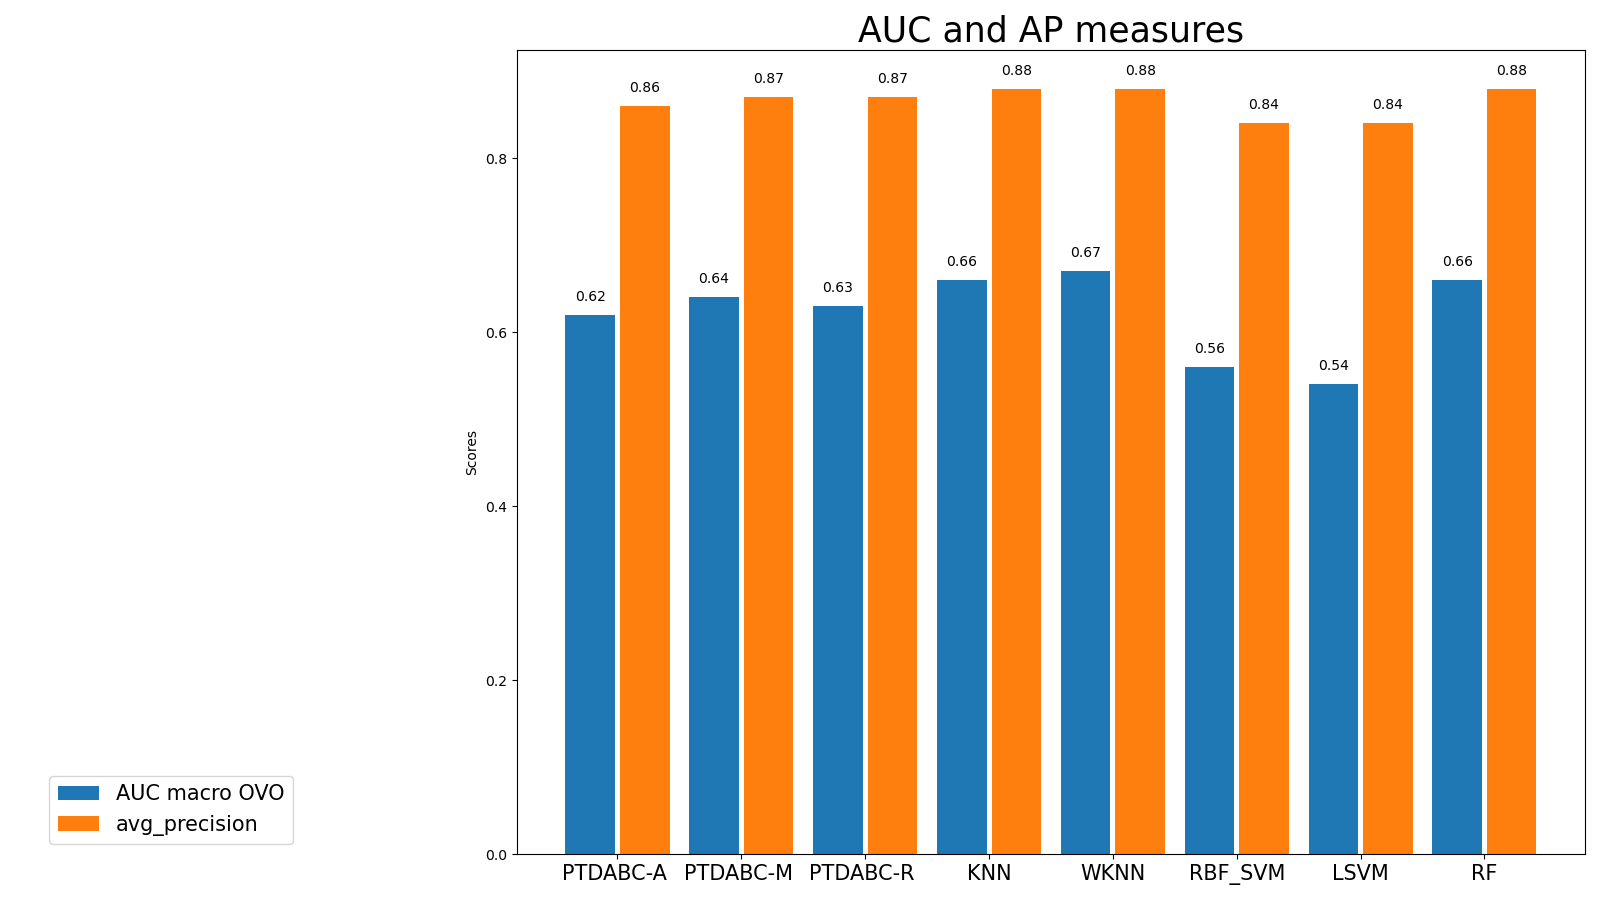 AUC and AP measures
0.86 0.87 0.87 0.88 0.88 0.84 0.84 0.88
0.62 0.64 0.63 0.66 0.67 0.56 0.54 0.66
0.8
0.6
0.4
0.2
0.0
Scores
PTDABC-A PTDABC-M PTDABC-R KNN WKNN RBF_SVM LSVM RF
AUC macro OVO
avg_precision